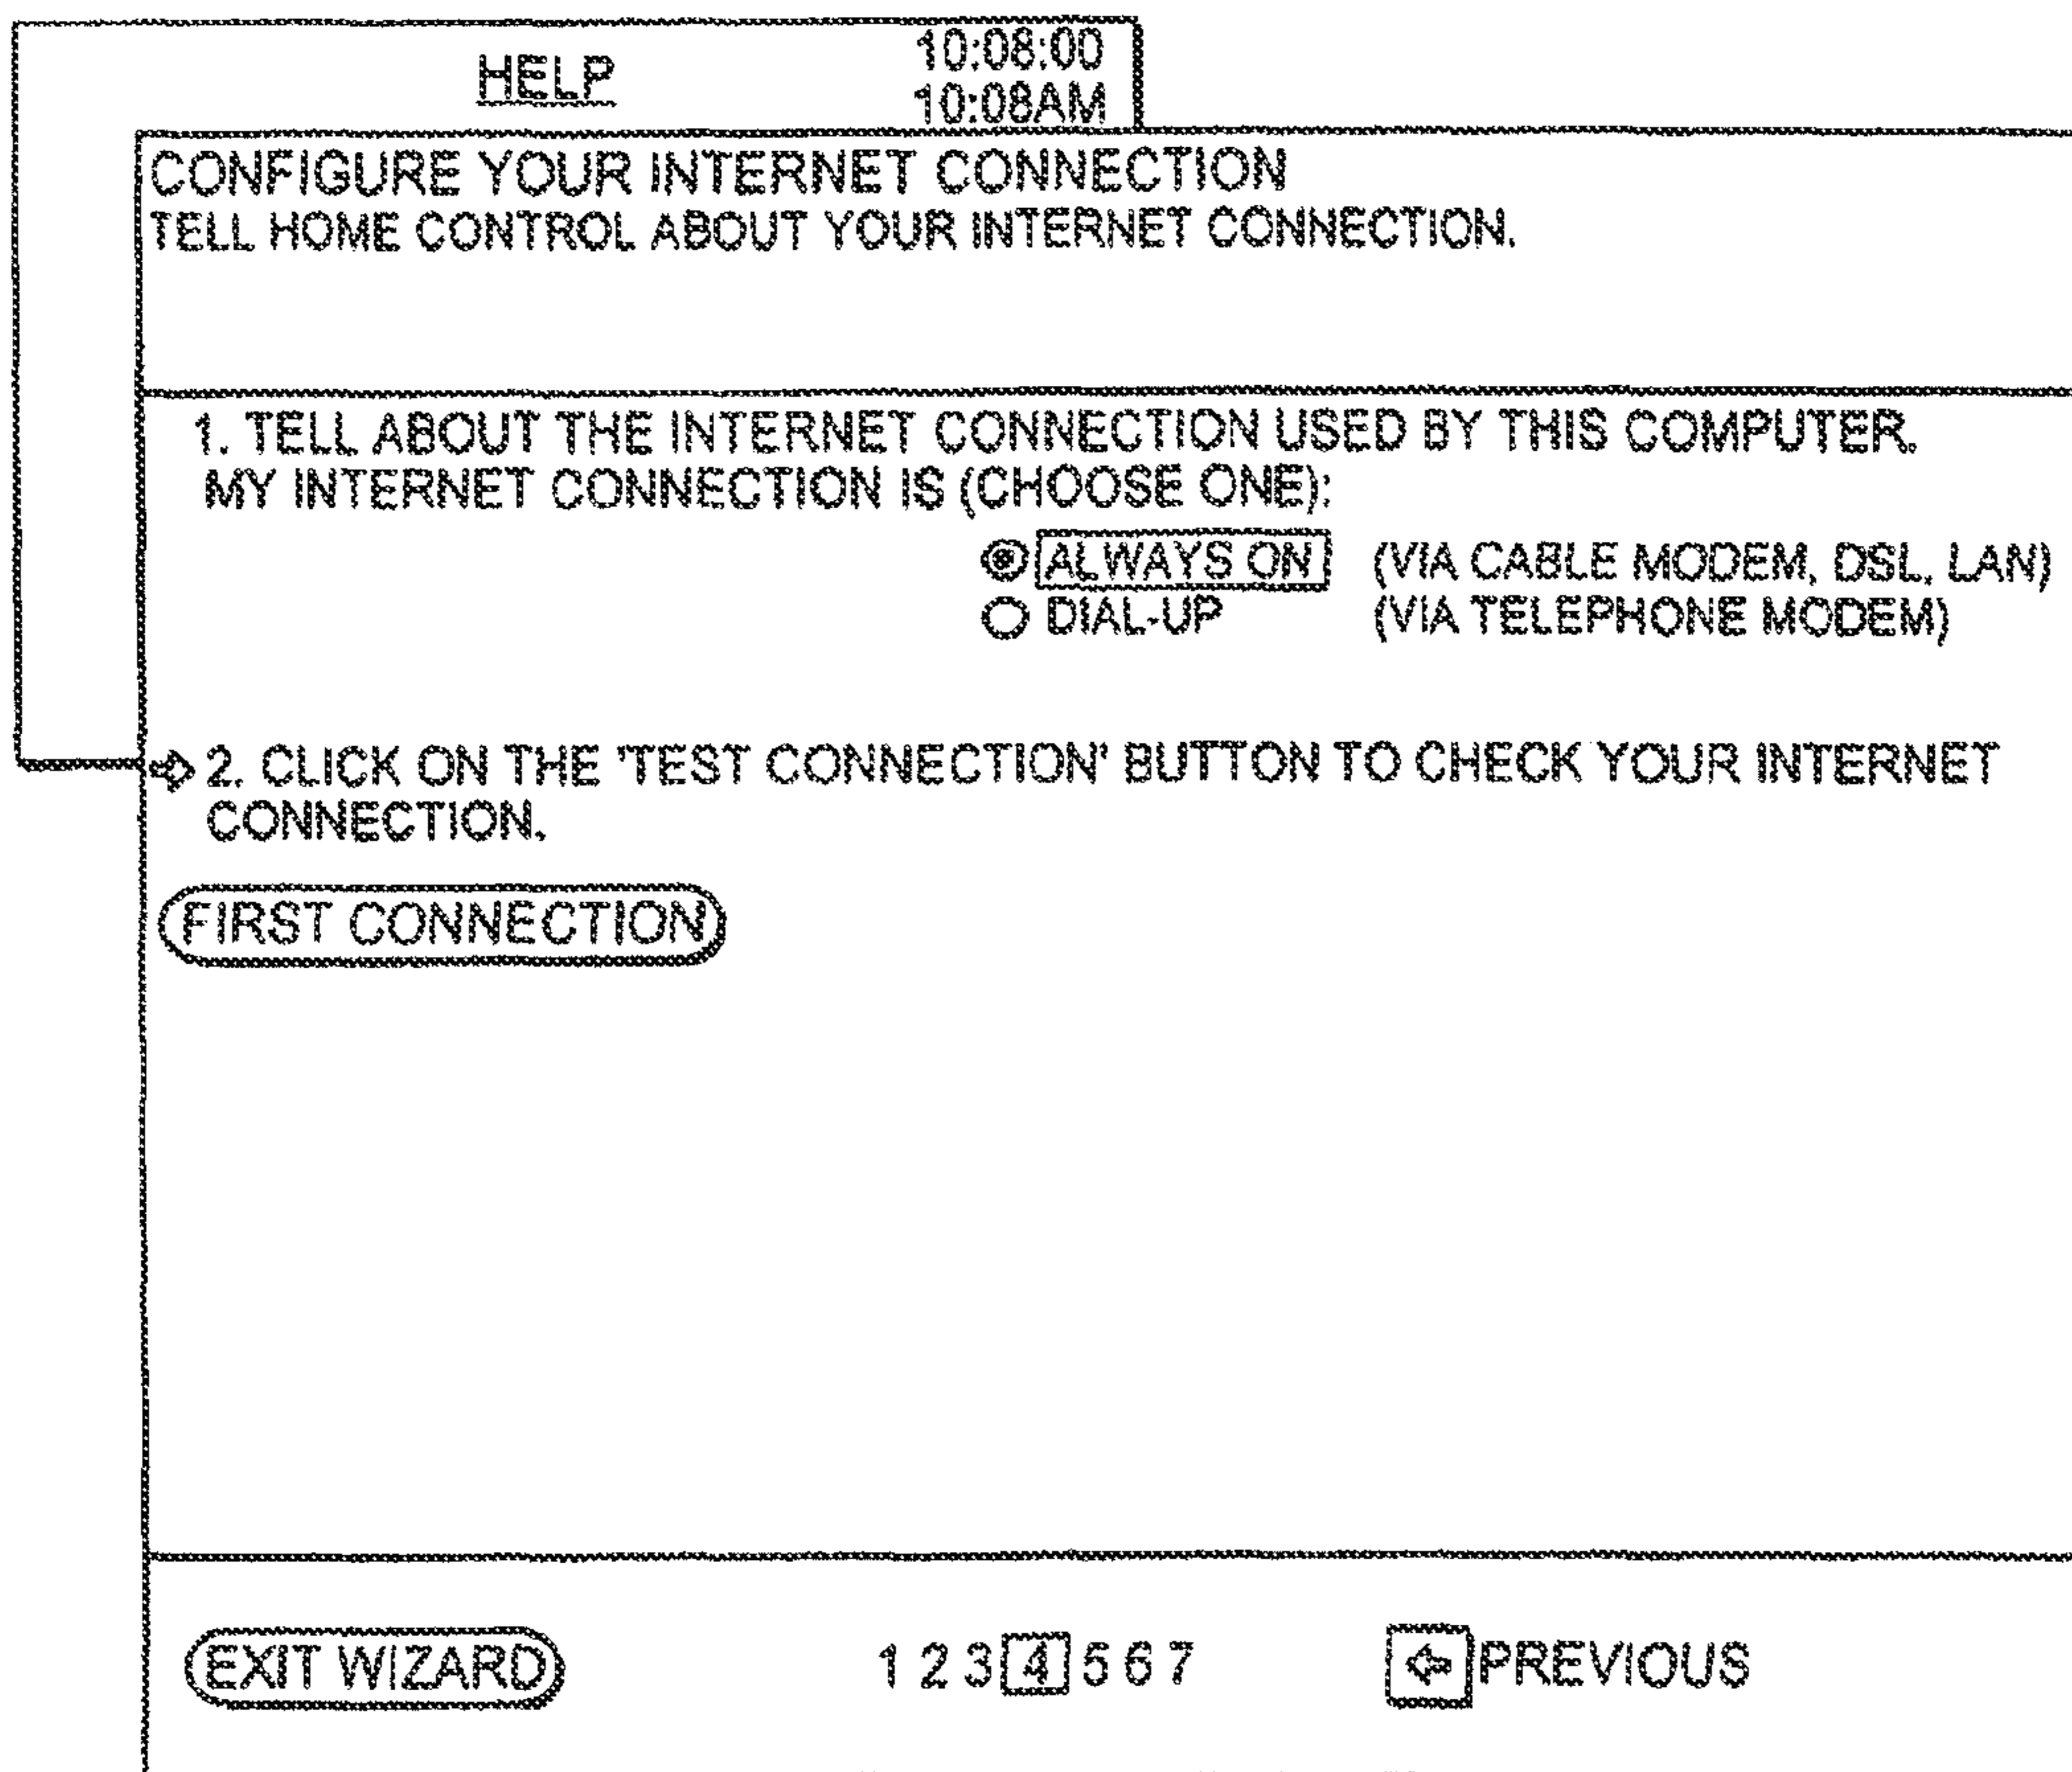 HELP
10:08:00
10:08AM
CONFIGURE YOUR INTERNET CONNECTION
TELL HOME CONTROL ABOUT YOUR INTERNET CONNECTION.
1. TELL ABOUT THE INTERNET CONNECTION USED BY THIS COMPUTER.
MY INTERNET CONNECTION IS (CHOOSE ONE):
ALWAYS ON (VIA CABLE MODEM, DSL, LAN)
DIAL-UP (VIA TELEPHONE MODEM)
2. CLICK ON THE 'TEST CONNECTION' BUTTON TO CHECK YOUR INTERNET
CONNECTION.
FIRST CONNECTION
EXIT WIZARD 1 2 3 4 5 6 7 PREVIOUS